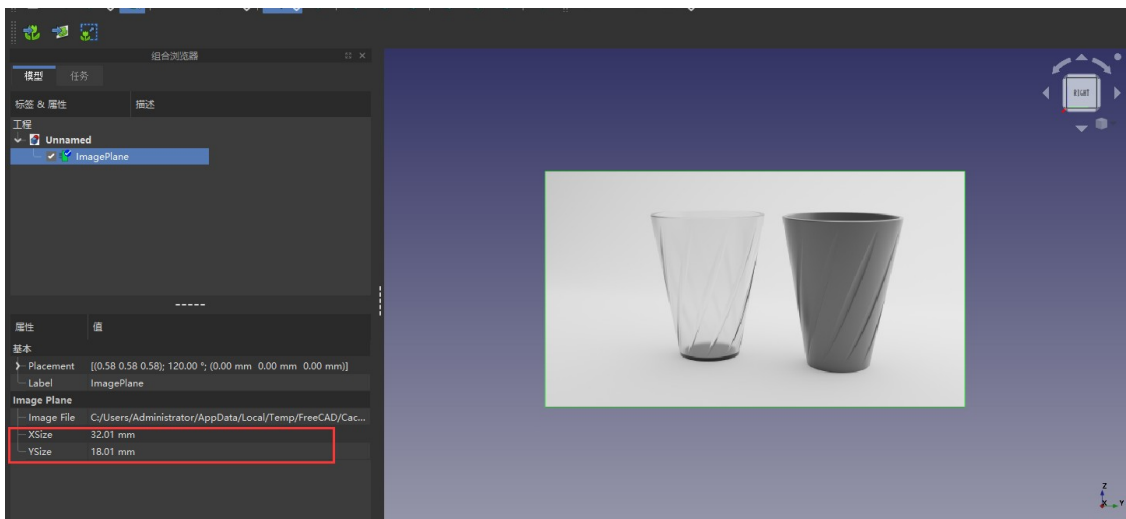 组合浏览器
模型 任务
标签 & 属性 描述
工程
Unnamed
ImagePlane
属性 值
基本
Placement [(0.58 0.58 0.58); 120.00 °; (0.00 mm 0.00 mm 0.00 mm)]
Label ImagePlane
Image Plane
Image File C:/Users/Administrator/AppData/Local/Temp/FreeCAD/Cac...
XSize 32.01 mm
YSize 18.01 mm
RIGHT
Z
X Y